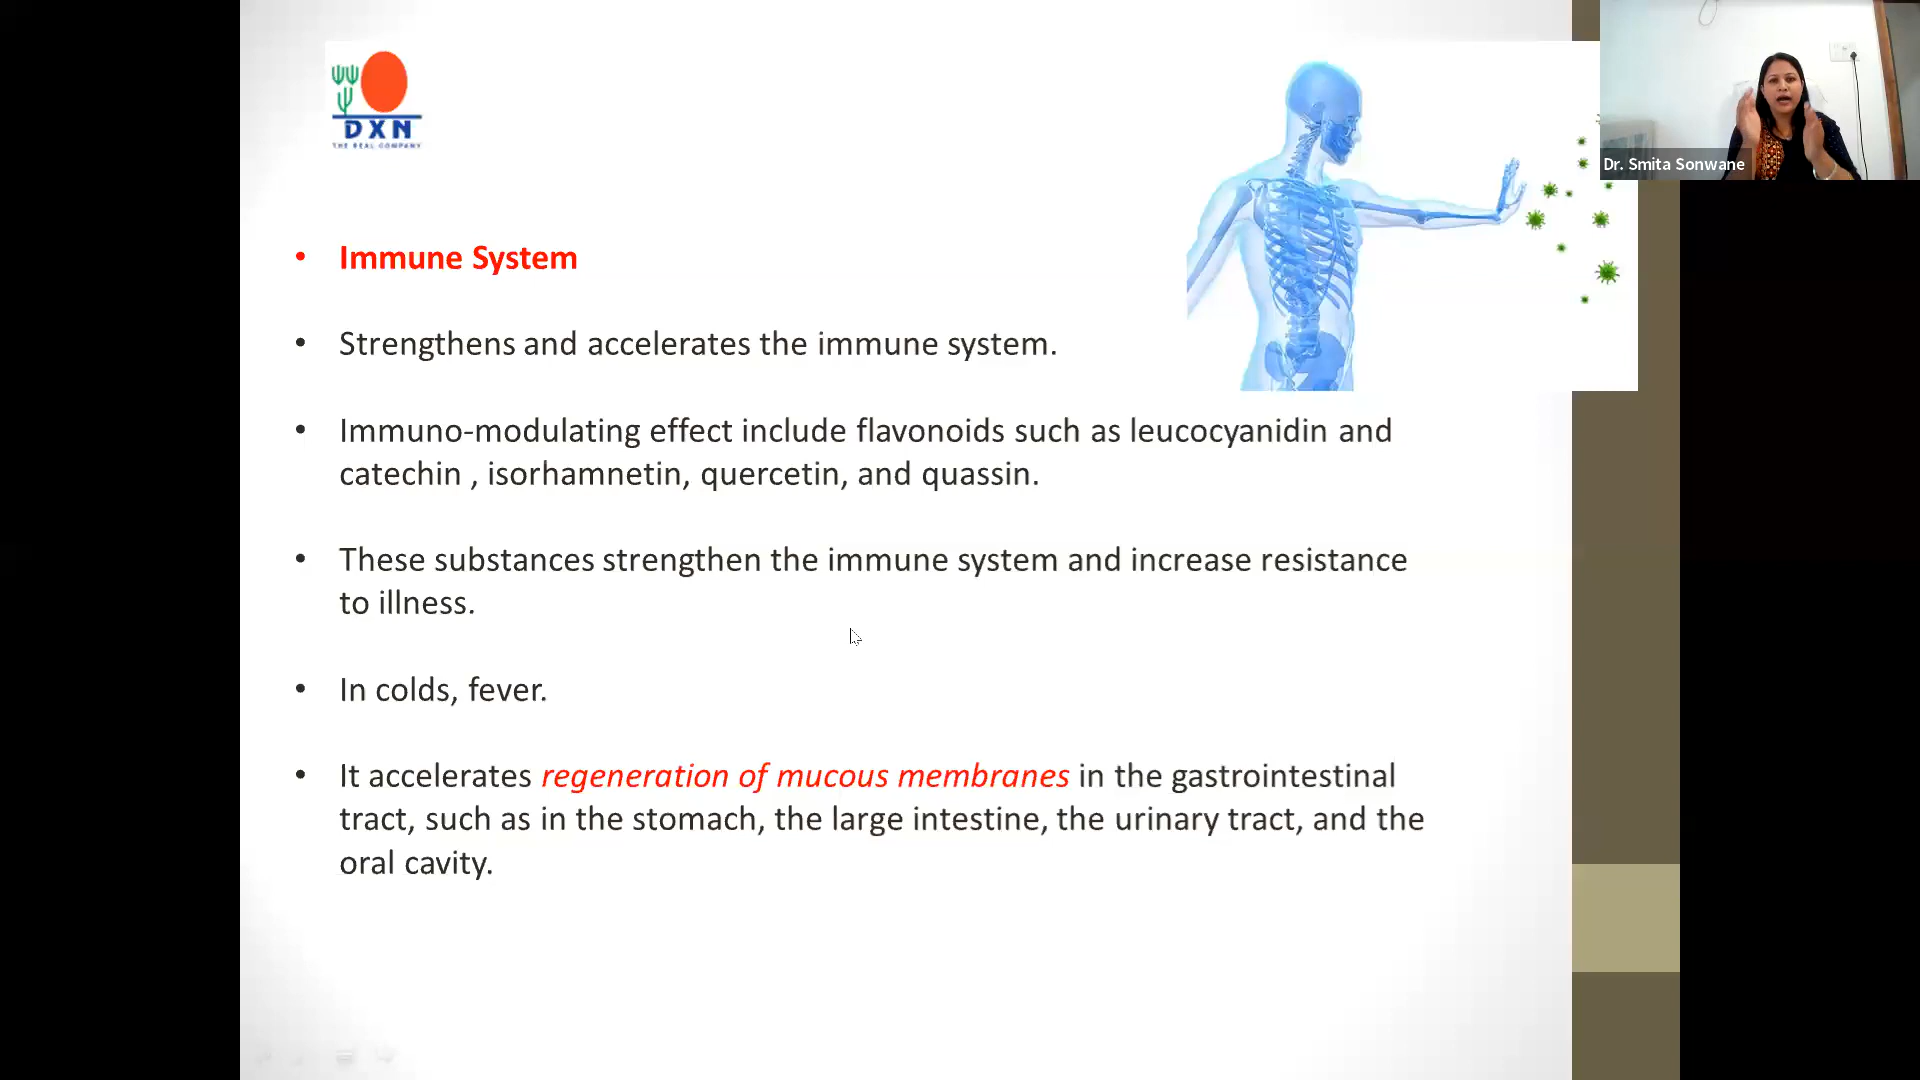 DXN
THE REAL COMPANY
Dr. Smita Sonwane
• Immune System
• Strengthens and accelerates the immune system.
• Immuno-modulating effect include flavonoids such as leucocyanidin and
catechin , isorhamnetin, quercetin, and quassin.
• These substances strengthen the immune system and increase resistance
to illness.
• In colds, fever.
• It accelerates regeneration of mucous membranes in the gastrointestinal
tract, such as in the stomach, the large intestine, the urinary tract, and the
oral cavity.